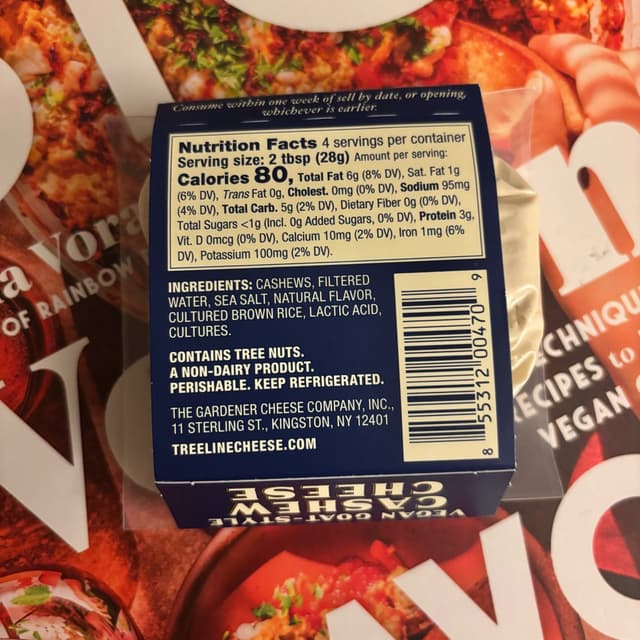 Consume within one week of sell by date, or opening,
whichever is earlier.
Nutrition Facts 4 servings per container
Serving size: 2 tbsp (28g) Amount per serving:
Calories 80, Total Fat 6g (8% DV), Sat. Fat 1g
(6% DV), Trans Fat 0g, Cholest. 0mg (0% DV), Sodium 95mg
(4% DV), Total Carb. 5g (2% DV), Dietary Fiber 0g (0% DV),
Total Sugars <1g (Incl. 0g Added Sugars, 0% DV), Protein 3g,
Vit. D 0mcg (0% DV), Calcium 10mg (2% DV), Iron 1mg (6%
DV), Potassium 100mg (2% DV).
INGREDIENTS: CASHEWS, FILTERED
WATER, SEA SALT, NATURAL FLAVOR,
CULTURED BROWN RICE, LACTIC ACID,
CULTURES.
CONTAINS TREE NUTS.
A NON-DAIRY PRODUCT.
PERISHABLE. KEEP REFRIGERATED.
THE GARDENER CHEESE COMPANY, INC.,
11 STERLING ST., KINGSTON, NY 12401
TREELINECHEESE.COM
8 55312 00470 9
VEGAN GOAT-STYLE
CASHEW
CHEESE
a Vora
OF RAINBOW
ECHNIQU
ECIPES to
VEGAN